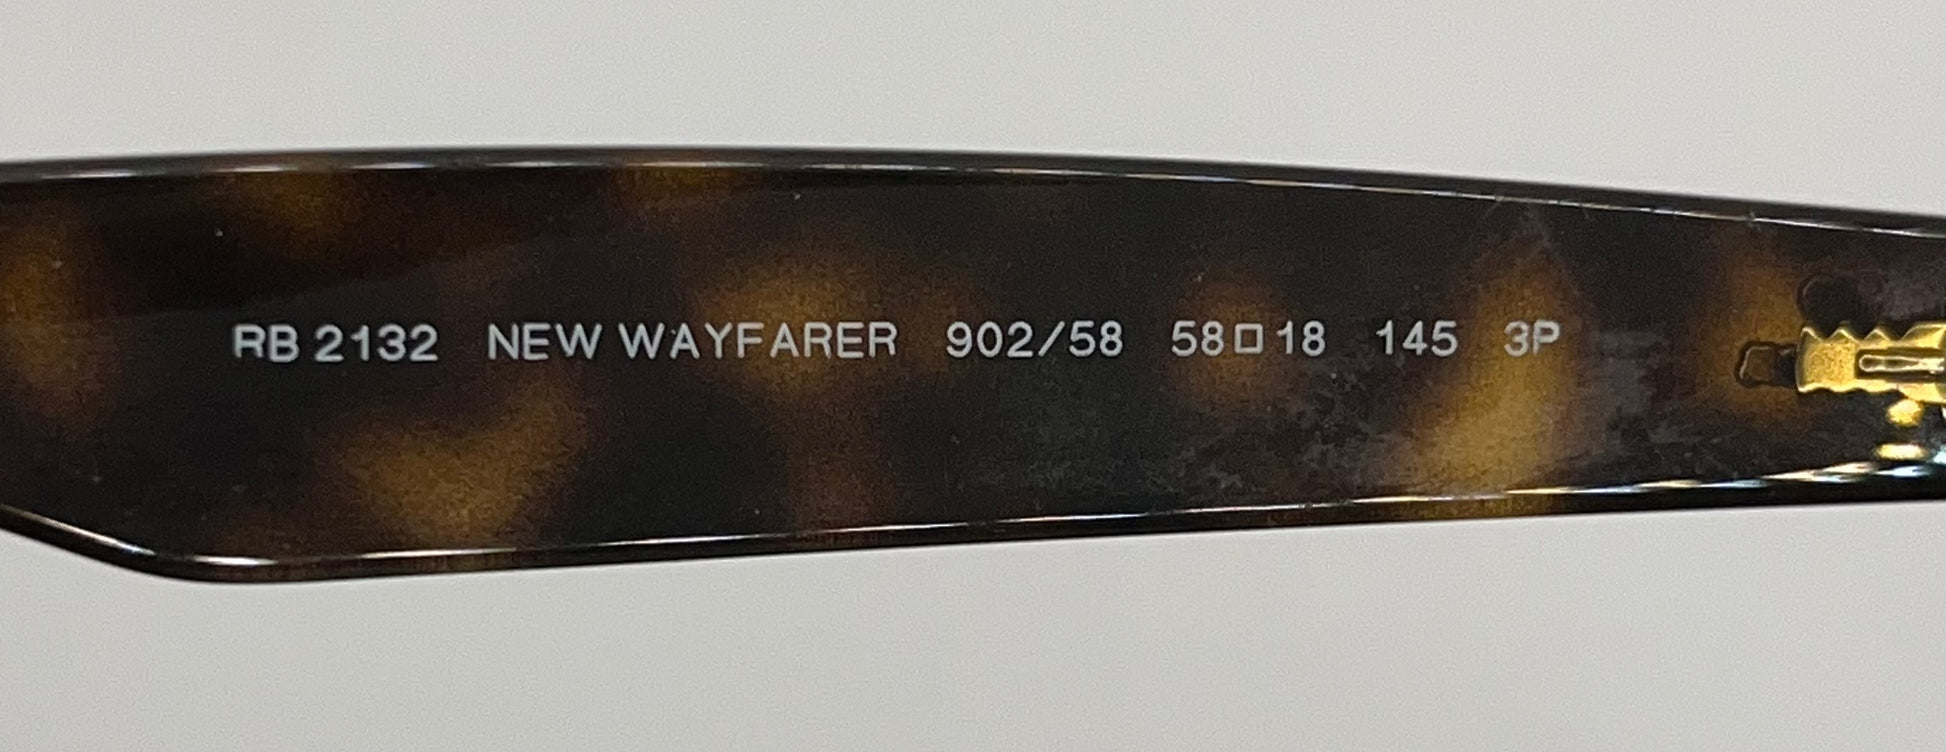 RB 2132 NEW WAYFARER 902/58 58□18 145 3P